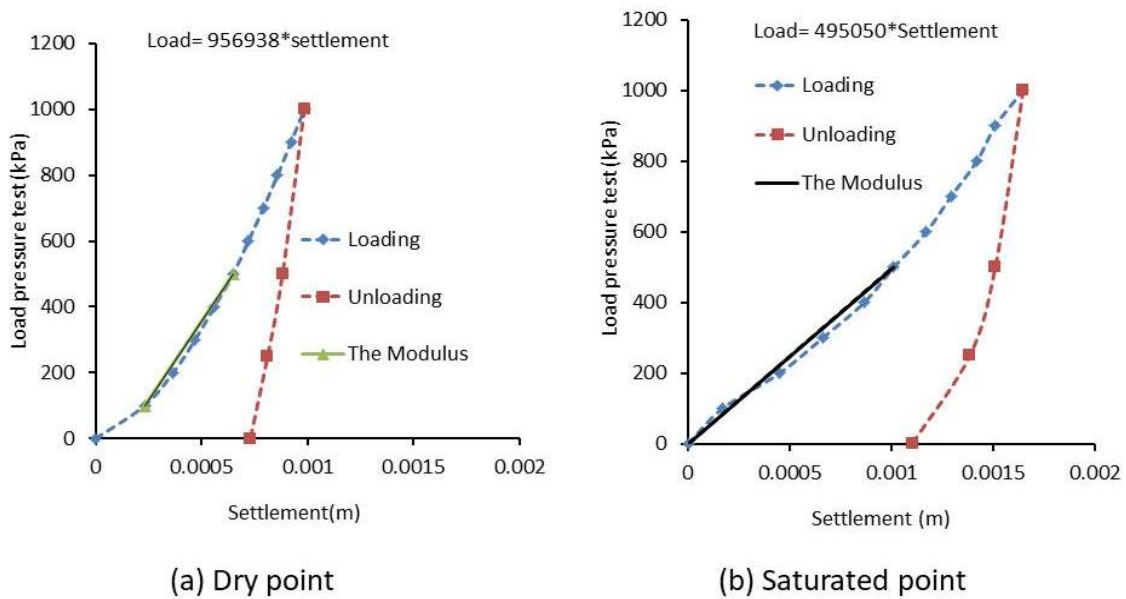 Load= 956938*settlement
1200
1000
800
600
400
200
0
Load pressure test (kPa)
Loading
Unloading
The Modulus
0
0.0005
0.001
0.0015
0.002
Settlement(m)
(a) Dry point
Load= 495050*Settlement
1200
1000
800
600
400
200
0
Load pressure test (kPa)
Loading
Unloading
The Modulus
0
0.0005
0.001
0.0015
0.002
Settlement (m)
(b) Saturated point